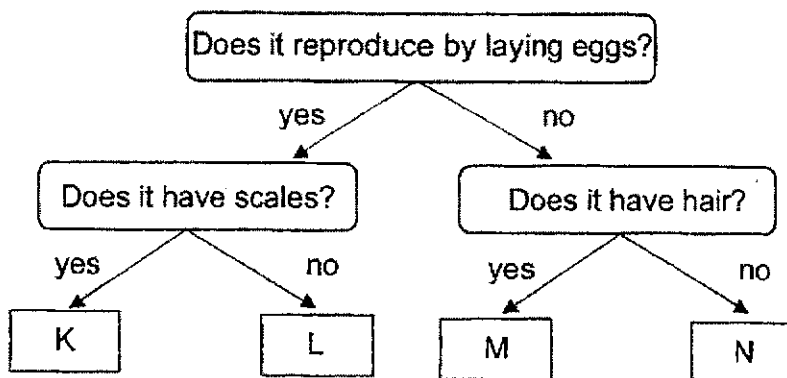 Does it reproduce by laying eggs?
yes
no
Does it have scales?
Does it have hair?
yes
no
yes
no
K
L
M
N